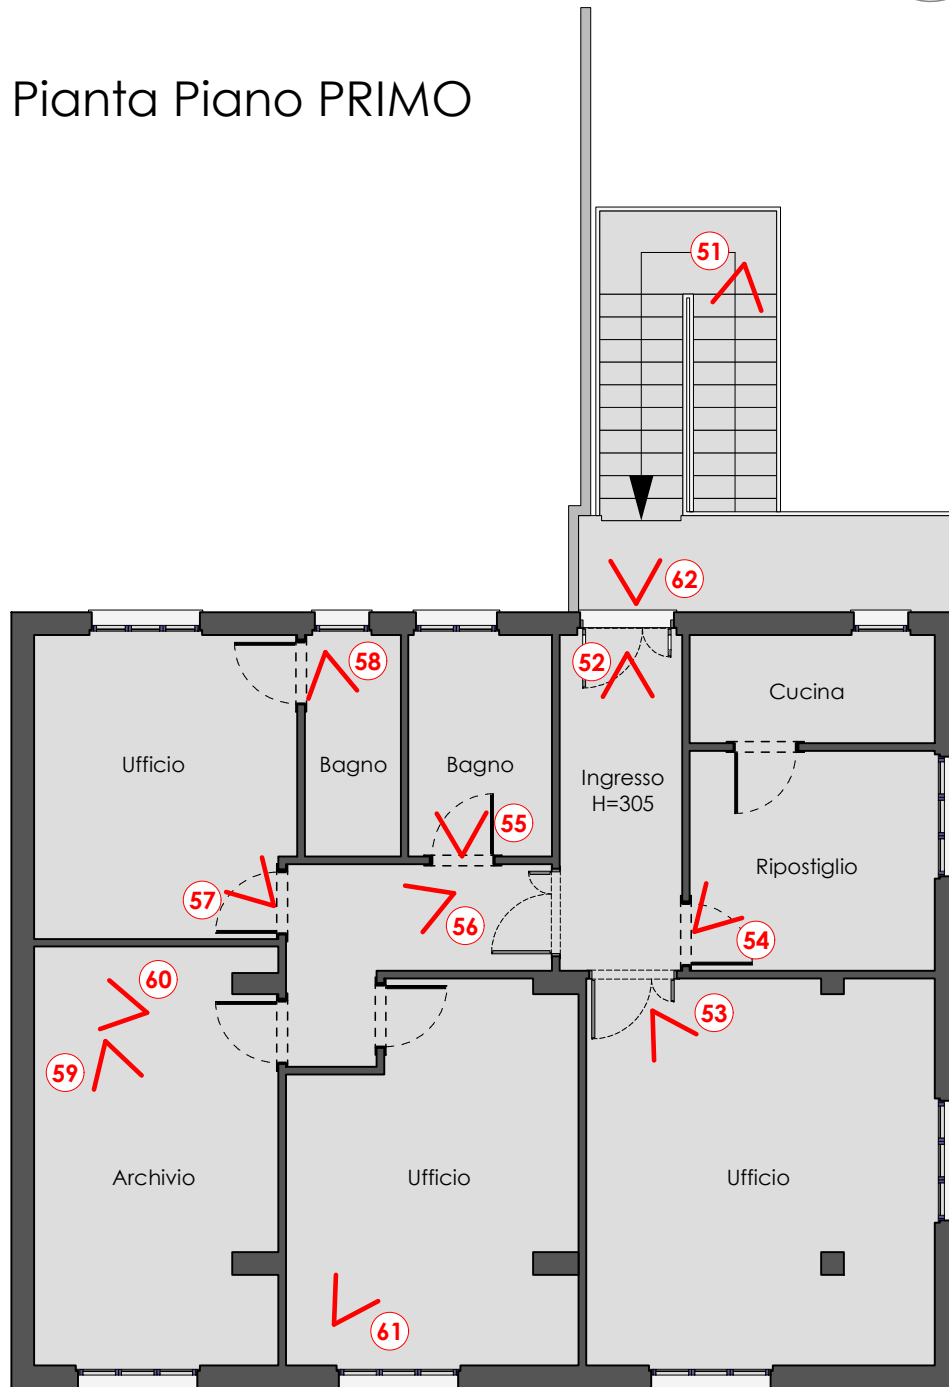 Pianta Piano PRIMO
51
62
58
52
Cucina
Ufficio
Bagno
Bagno
Ingresso
H=305
55
Ripostiglio
57
56
54
60
53
59
Archivio
Ufficio
Ufficio
61